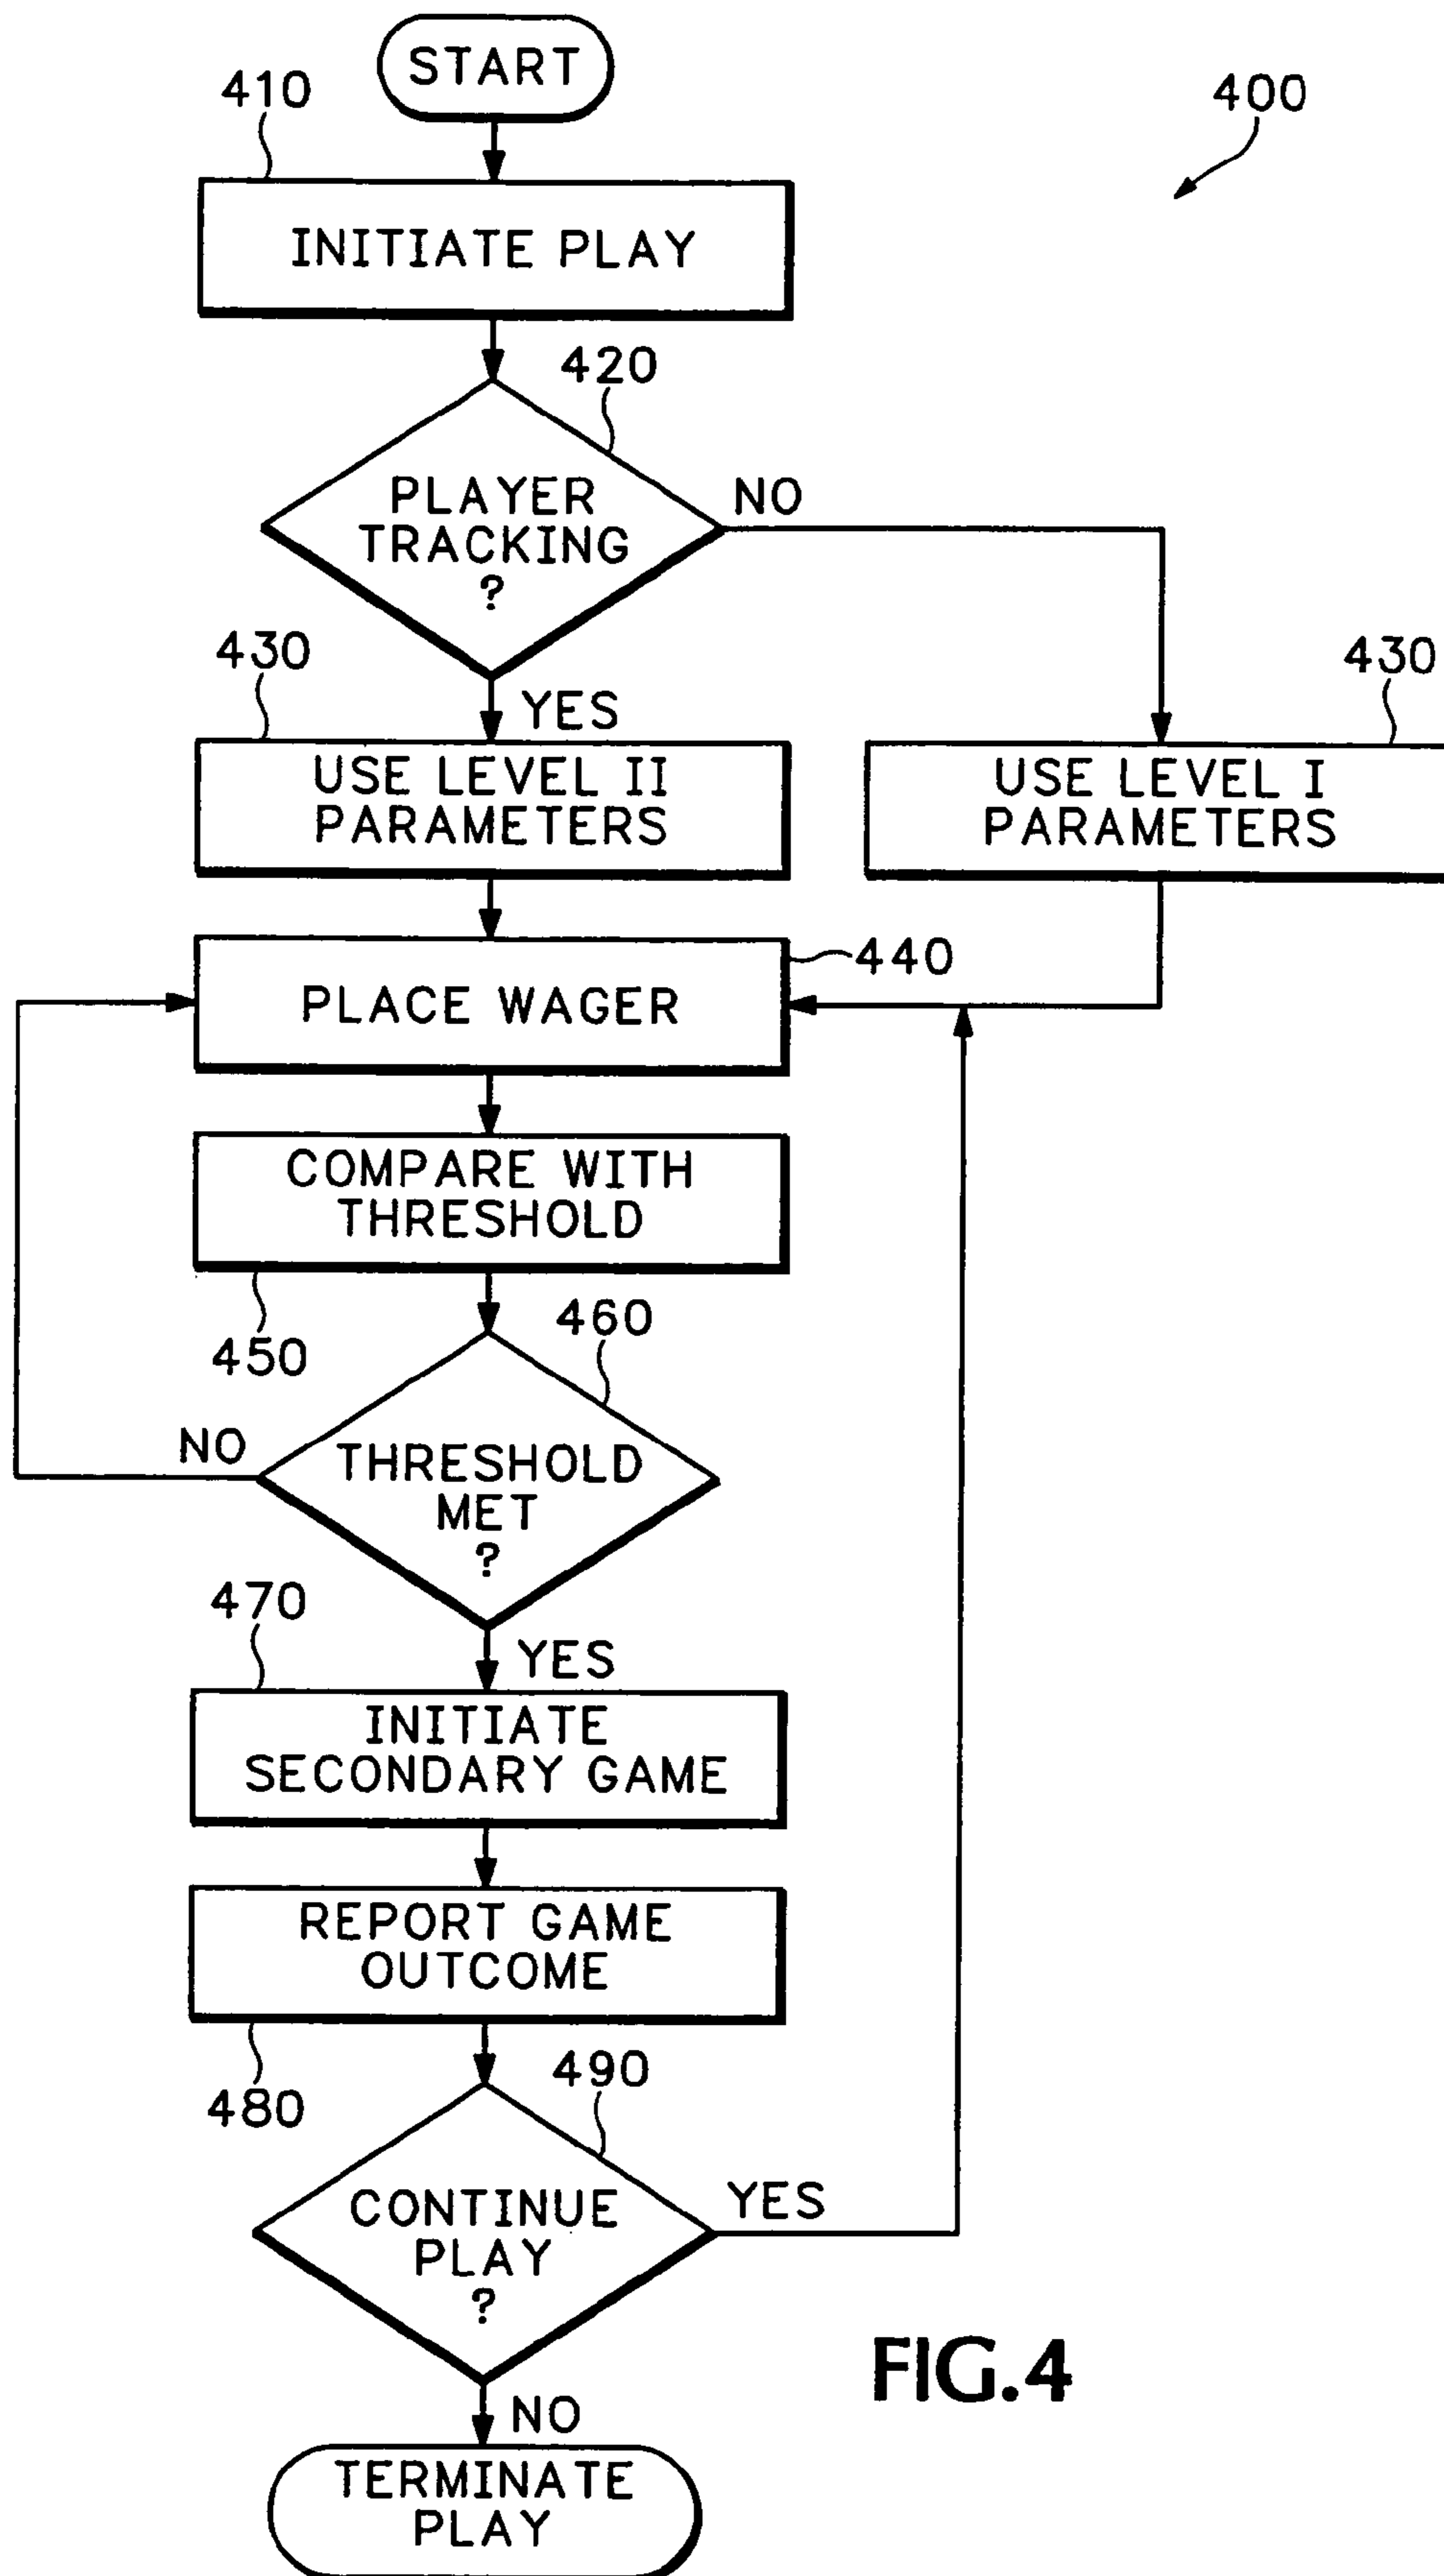 START
410
400
INITIATE PLAY
420
PLAYER
TRACKING
?
NO
YES
430
USE LEVEL II
PARAMETERS
430
USE LEVEL I
PARAMETERS
PLACE WAGER
440
COMPARE WITH
THRESHOLD
450
460
THRESHOLD
MET
?
NO
YES
470
INITIATE
SECONDARY GAME
REPORT GAME
OUTCOME
480
490
CONTINUE
PLAY
?
YES
NO
TERMINATE
PLAY
FIG.4